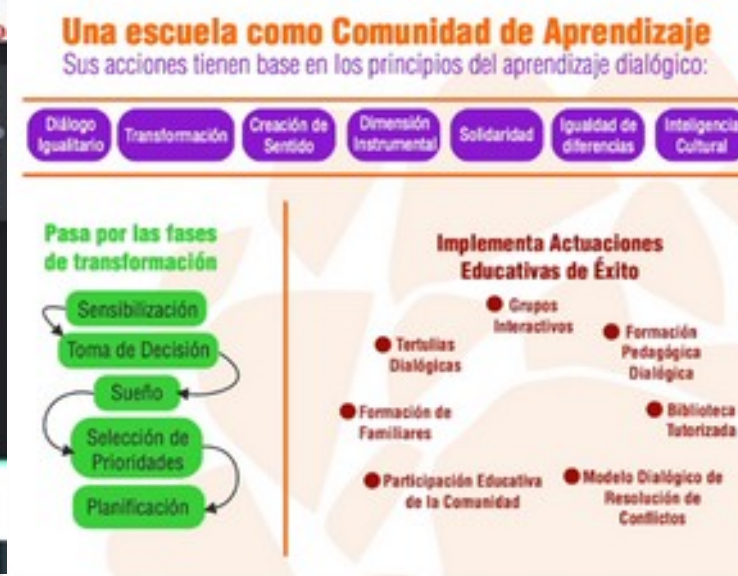 Una escuela como Comunidad de Aprendizaje
Sus acciones tienen base en los principios del aprendizaje dialógico:
Diálogo
Igualitario
Transformación
Creación de
Sentido
Dimensión
Instrumental
Solidaridad
Igualdad de
diferencias
Inteligencia
Cultural
Pasa por las fases
de transformación
Sensibilización
Toma de Decisión
Sueño
Selección de
Prioridades
Planificación
Implementa Actuaciones
Educativas de Éxito
Grupos
Interactivos
Tertulias
Dialógicas
Formación
Pedagógica
Dialógica
Formación de
Familiares
Biblioteca
Tutorizada
Participación Educativa
de la Comunidad
Modelo Dialógico de
Resolución de
Conflictos